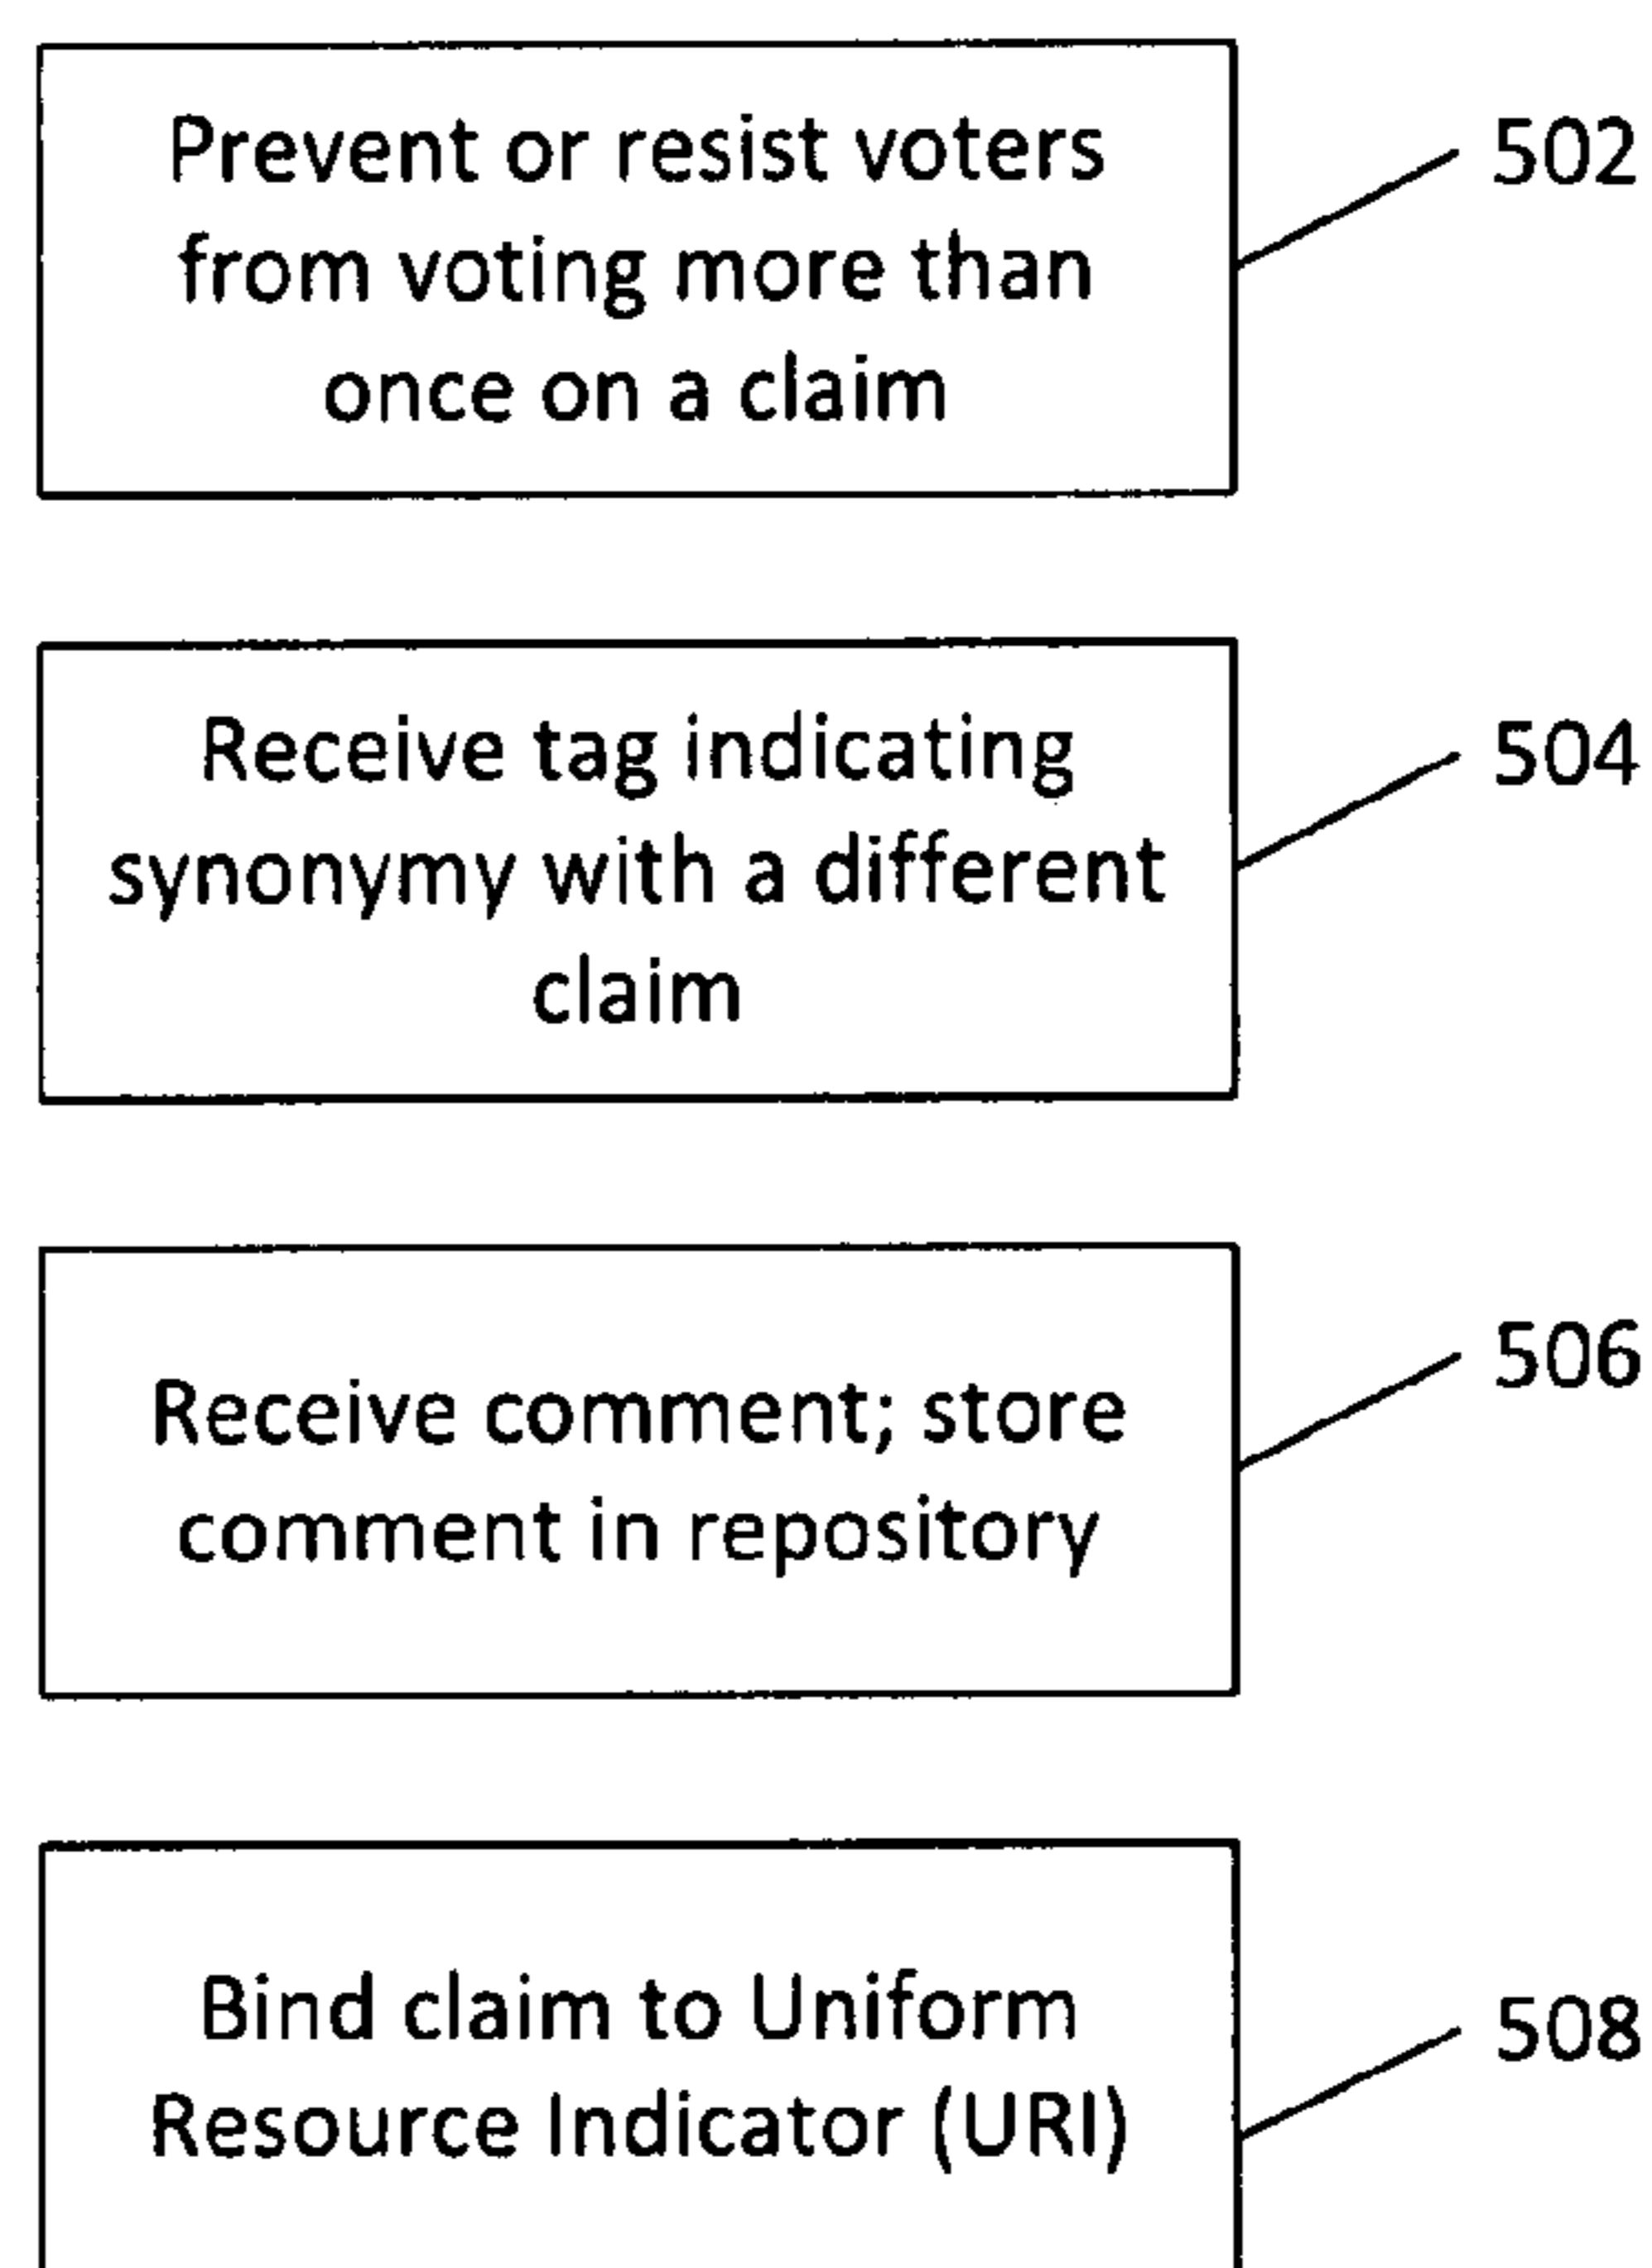 Prevent or resist voters
from voting more than
once on a claim
502
Receive tag indicating
synonymy with a different
claim
504
Receive comment; store
comment in repository
506
Bind claim to Uniform
Resource Indicator (URI)
508